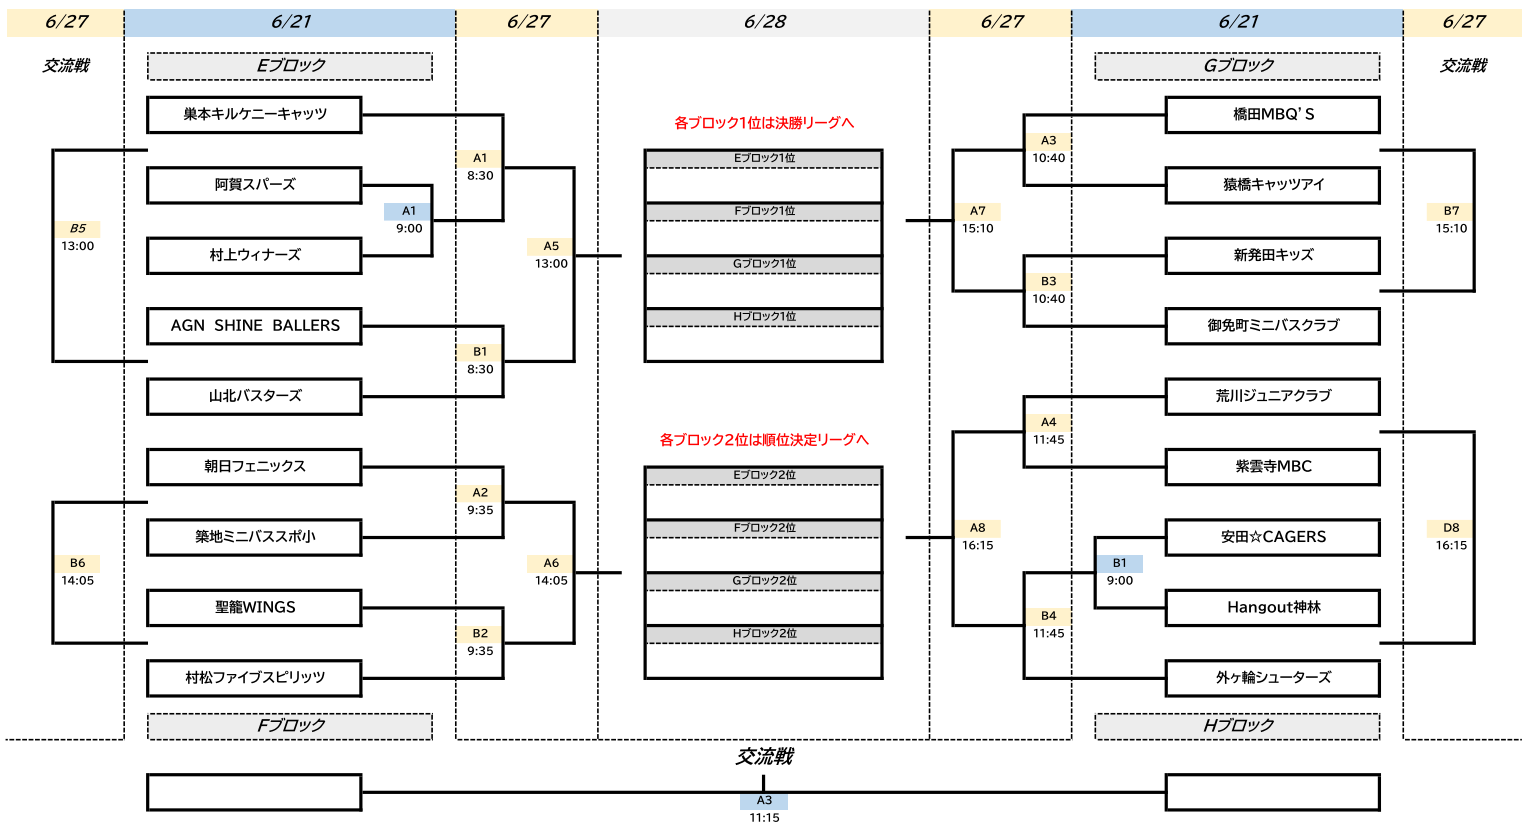 6/27 6/21 6/27 6/28 6/27 6/21 6/27
交流戦 Eブロック Gブロック 交流戦
巣本キルケニーキャッツ
阿賀スパーズ
村上ウィナーズ
AGN SHINE BALLERS
山北バスターズ
朝日フェニックス
築地ミニバススポ小
聖籠WINGS
村松ファイブスピリッツ
Fブロック
B5
13:00
B6
14:05
A1
9:00
A1
8:30
B1
8:30
A2
9:35
B2
9:35
A5
13:00
A6
14:05
各ブロック1位は決勝リーグへ
Eブロック1位
Fブロック1位
Gブロック1位
Hブロック1位
各ブロック2位は順位決定リーグへ
Eブロック2位
Fブロック2位
Gブロック2位
Hブロック2位
A7
15:10
A8
16:15
A3
10:40
B3
10:40
A4
11:45
B4
11:45
B1
9:00
橋田MBQ'S
猿橋キャッツアイ
新発田キッズ
御免町ミニバスクラブ
荒川ジュニアクラブ
紫雲寺MBC
安田☆CAGERS
Hangout神林
外ヶ輪シューターズ
Hブロック
B7
15:10
D8
16:15
交流戦
A3
11:15